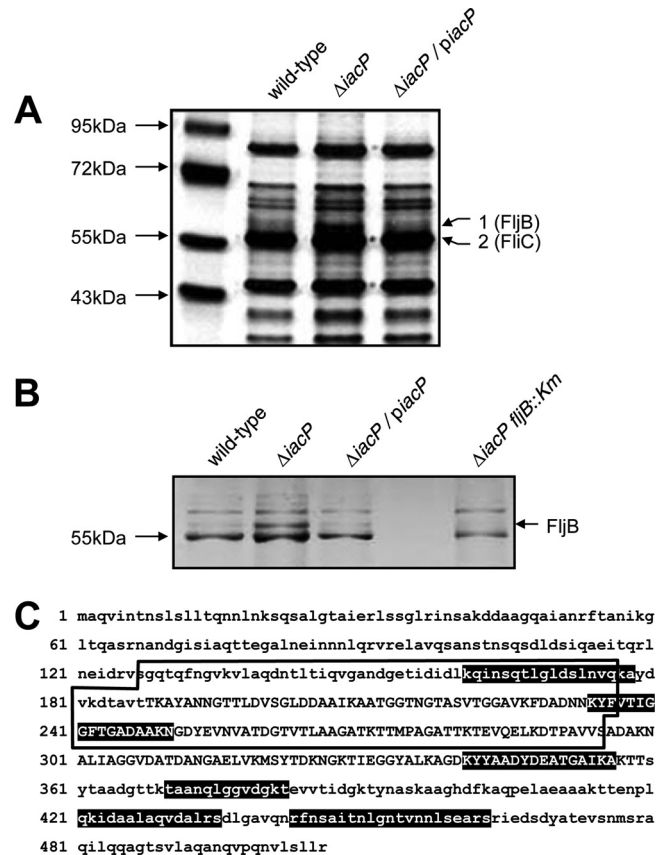 wild-type
ΔiacP
ΔiacP / piacP
A
95kDa
72kDa
55kDa
43kDa
1 (FljB)
2 (FliC)
B
wild-type
ΔiacP
ΔiacP / piacP
ΔiacP fljB::Km
55kDa
FljB
C
1 maqvintnslslltqnnlnksqsalgtaierlssglrinsakddaagqaianrftanikg
61 ltqasrnandgisiaqttegalneinnnlqrvrelavqsanstnsqsdldsiqaeitqrl
121 neidrvsgqtqfngvkvlaqdntltiqvgandgetididlkqinsqtlgldslnvqkayd
181 vkdtavtTKAYANNGTTLDVSGLDDAAIKAATGGTNGTASVTGGAVKFDADNNKYFVTIG
241 GFTGADAAKNGDYEVNVATDGTVTLAAGATKTTMPAGATTKTEVQELKDTPAVVSADAKN
301 ALIAGGVDATDANGAELVKMSYTDKNGKTIEGGYALKAGDKYYAADYDEATGAIKAKTTs
361 ytaadgttktaanqlggvdgktevvtidgktynaskaaghdfkaqpelaeaaakttenpl
421 qkidaalaqvdalrsdlgavqnrfnsaitnlgntvnnlsearsriedsdyatevsnmsra
481 qilqqagtsvlaqanqvpqnvlsllr